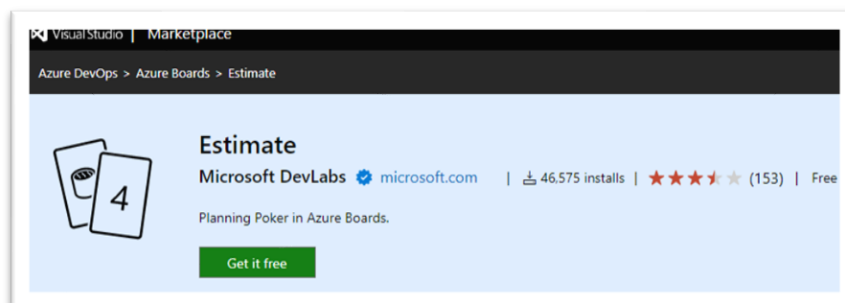 Visual Studio | Marketplace
Azure DevOps > Azure Boards > Estimate
Estimate
Microsoft DevLabs microsoft.com | 46,575 installs | (153) | Free
Planning Poker in Azure Boards.
Get it free
4